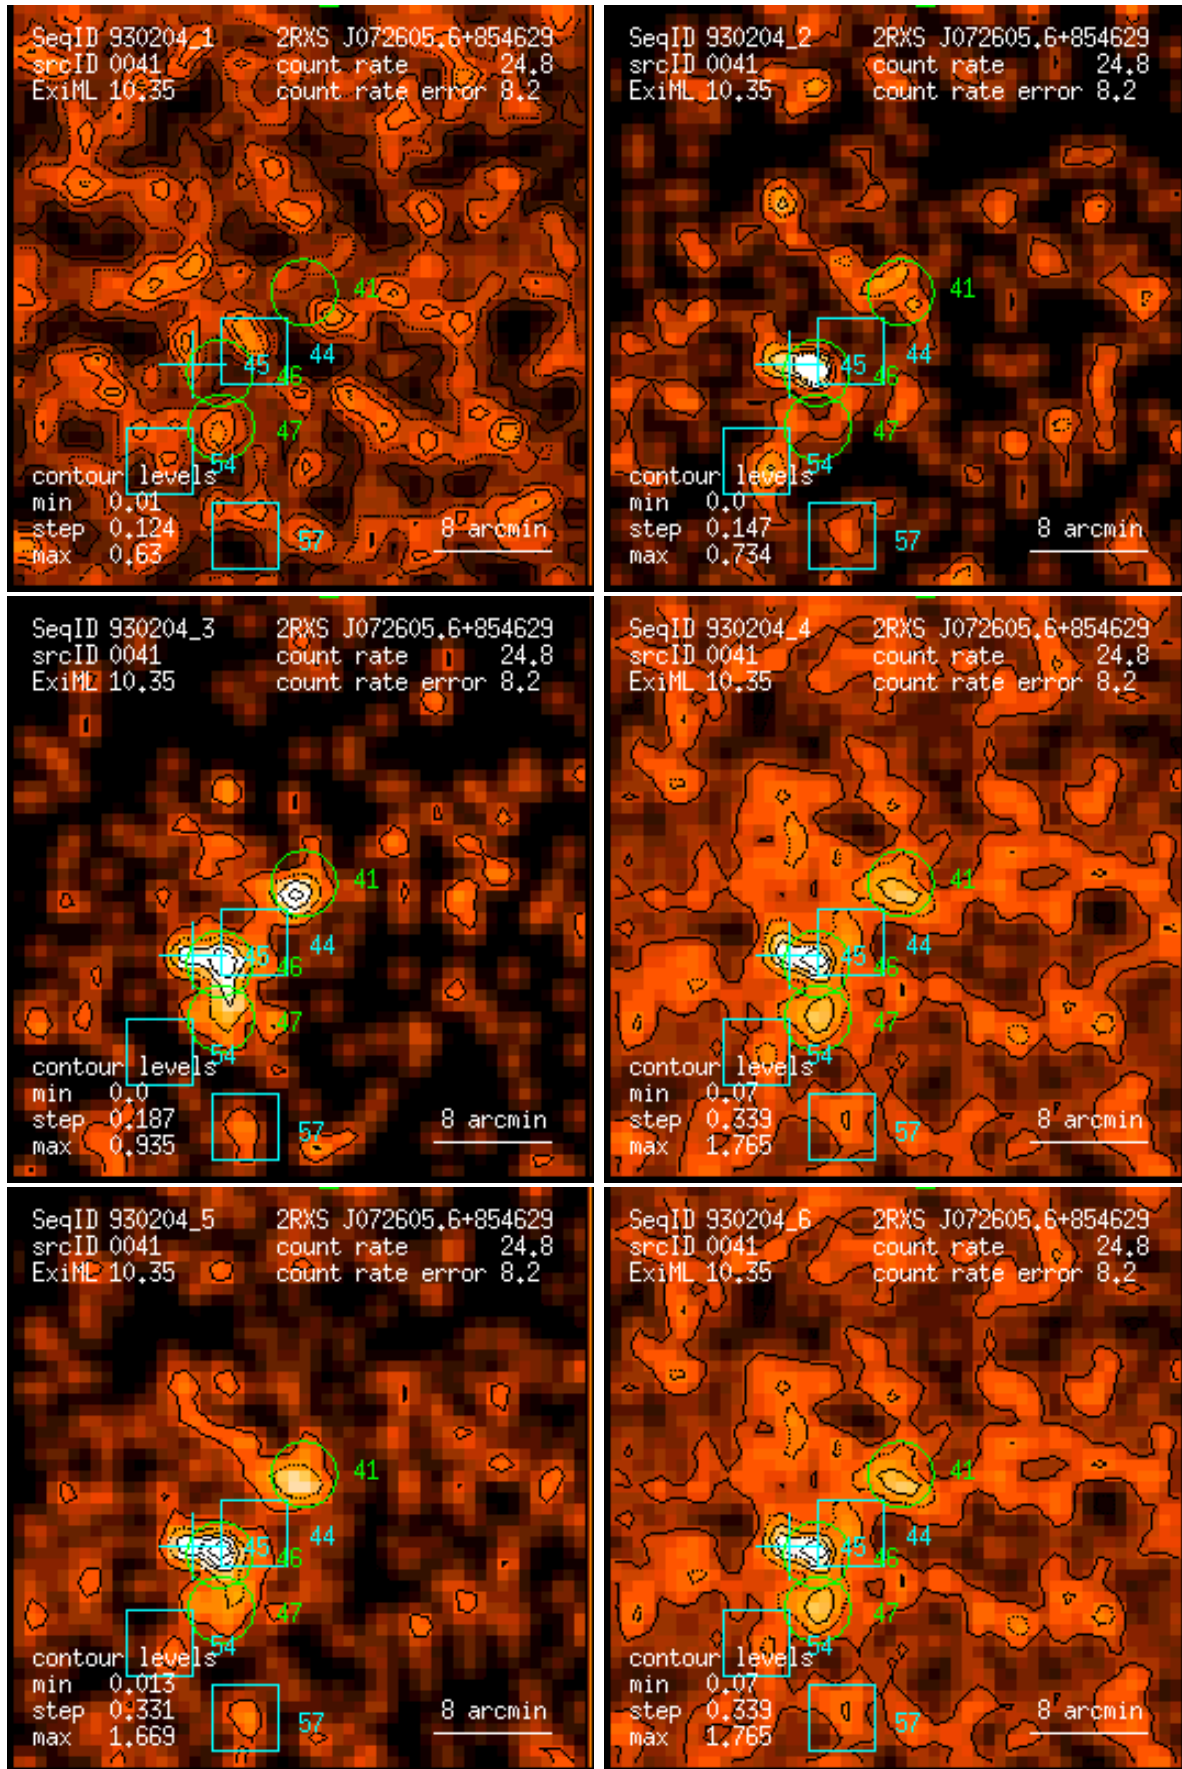 SeqID 930204_1 2RXS J072605.6+854629
srcID 0041 count rate 24.8
ExiML 10.35 count rate error 8.2
41
44
45
46
47
54
contour levels
min 0.01
step 0.124 8 arcmin
max 0.63 57
SeqID 930204_2 2RXS J072605.6+854629
srcID 0041 count rate 24.8
ExiML 10.35 count rate error 8.2
41
44
45
46
47
54
contour levels
min 0.0
step 0.147 8 arcmin
max 0.734 57
SeqID 930204_3 2RXS J072605.6+854629
srcID 0041 count rate 24.8
ExiML 10.35 count rate error 8.2
41
44
45
46
47
54
contour levels
min 0.0
step 0.187 8 arcmin
max 0.935 57
SeqID 930204_4 2RXS J072605.6+854629
srcID 0041 count rate 24.8
ExiML 10.35 count rate error 8.2
41
44
45
46
47
54
contour levels
min 0.07
step 0.339 8 arcmin
max 1.765 57
SeqID 930204_5 2RXS J072605.6+854629
srcID 0041 count rate 24.8
ExiML 10.35 count rate error 8.2
41
44
45
46
47
54
contour levels
min 0.013
step 0.331 8 arcmin
max 1.669 57
SeqID 930204_6 2RXS J072605.6+854629
srcID 0041 count rate 24.8
ExiML 10.35 count rate error 8.2
41
44
45
46
47
54
contour levels
min 0.07
step 0.339 8 arcmin
max 1.765 57